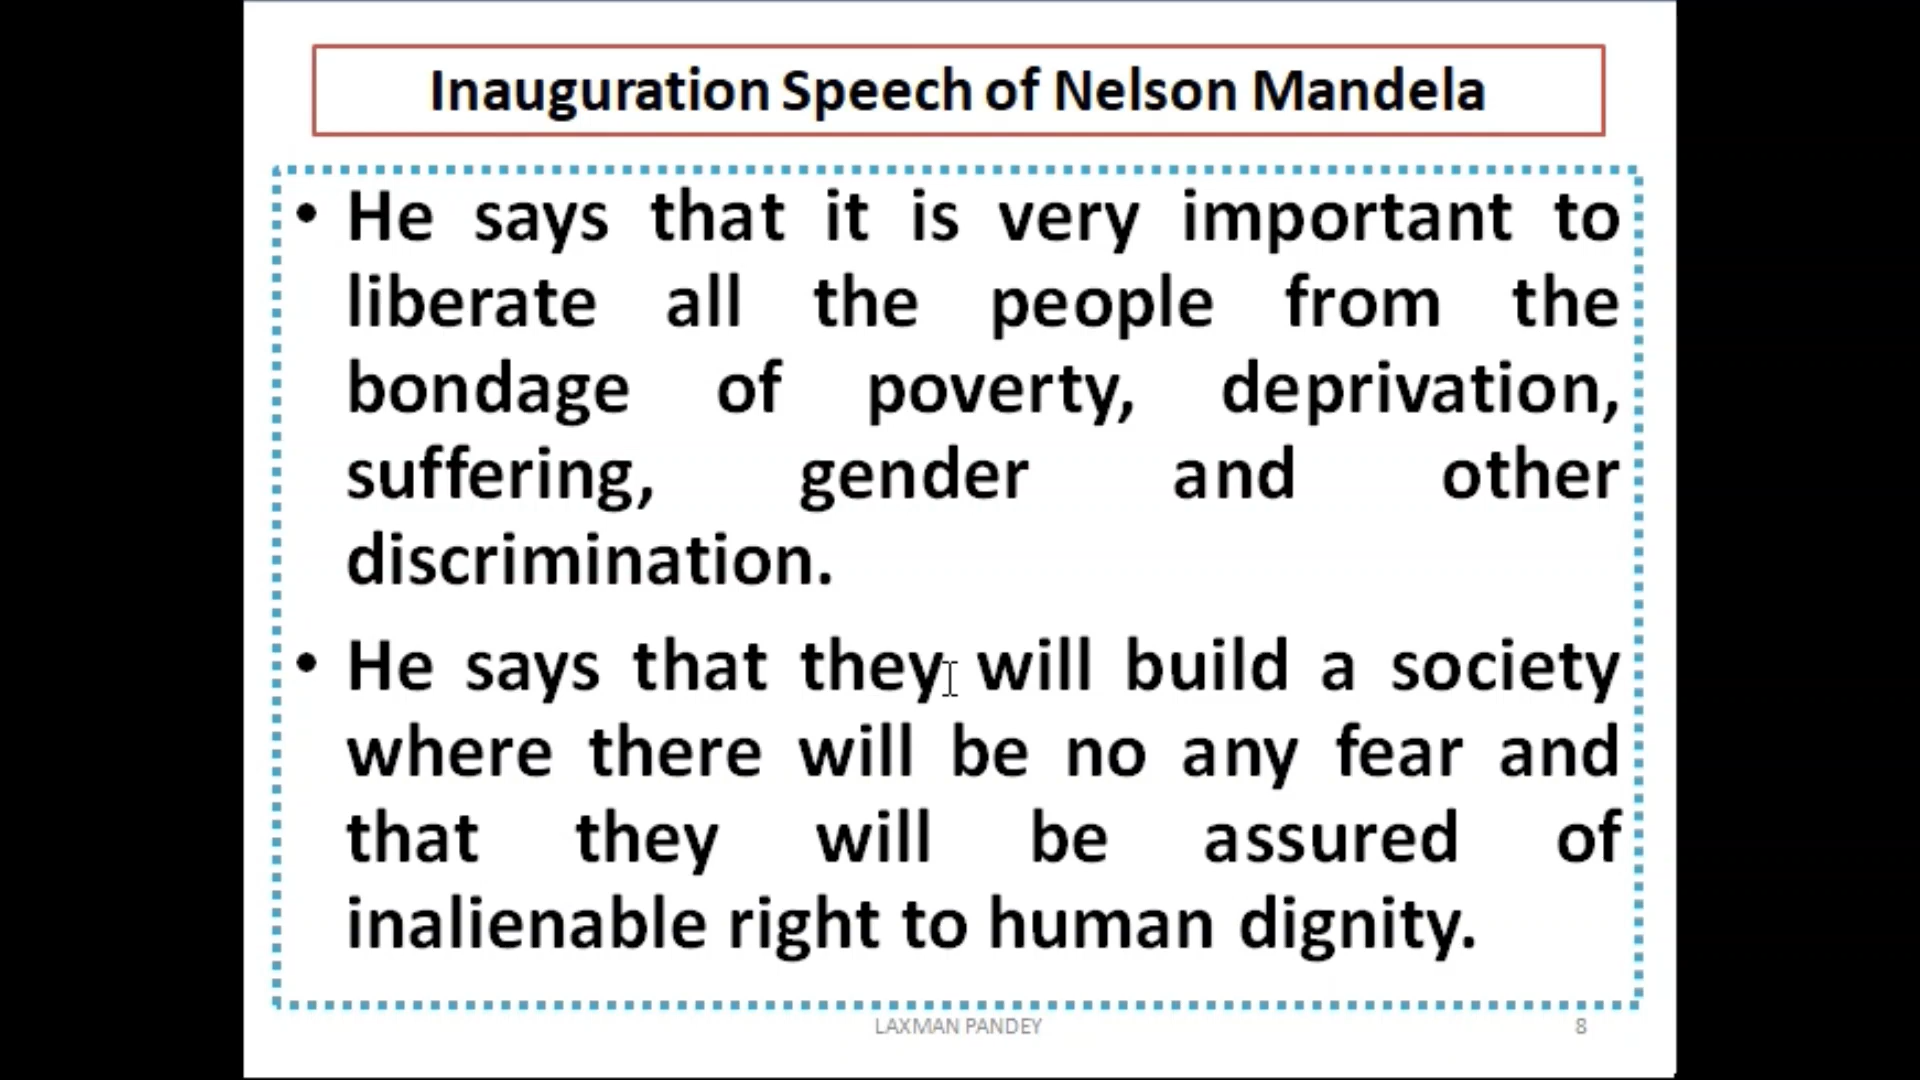 Inauguration Speech of Nelson Mandela
• He says that it is very important to
liberate all the people from the
bondage of poverty, deprivation,
suffering, gender and other
discrimination.
• He says that they will build a society
where there will be no any fear and
that they will be assured of
inalienable right to human dignity.
LAXMAN PANDEY
8